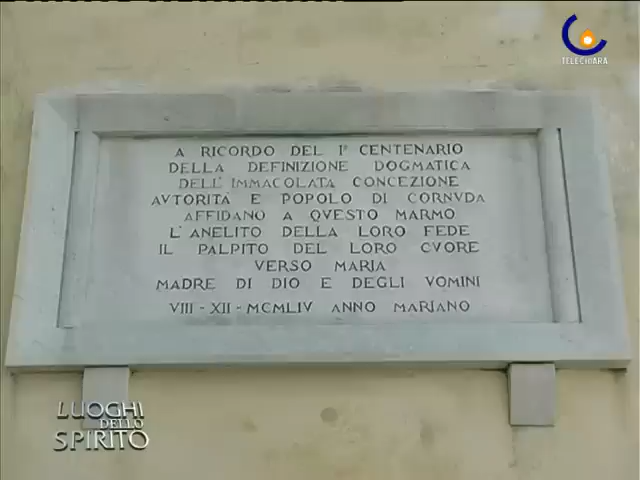 TELECHIARA
A RICORDO DEL 1º CENTENARIO
DELLA DEFINIZIONE DOGMATICA
DELL'IMMACOLATA CONCEZIONE
AVTORITÀ E POPOLO DI CORNVDA
AFFIDANO A QVESTO MARMO
L'ANELITO DELLA LORO FEDE
IL PALPITO DEL LORO CVORE
VERSO MARIA
MADRE DI DIO E DEGLI VOMINI
VIII - XII - MCMLIV ANNO MARIANO
LUOGHI
DELLO
SPIRITO